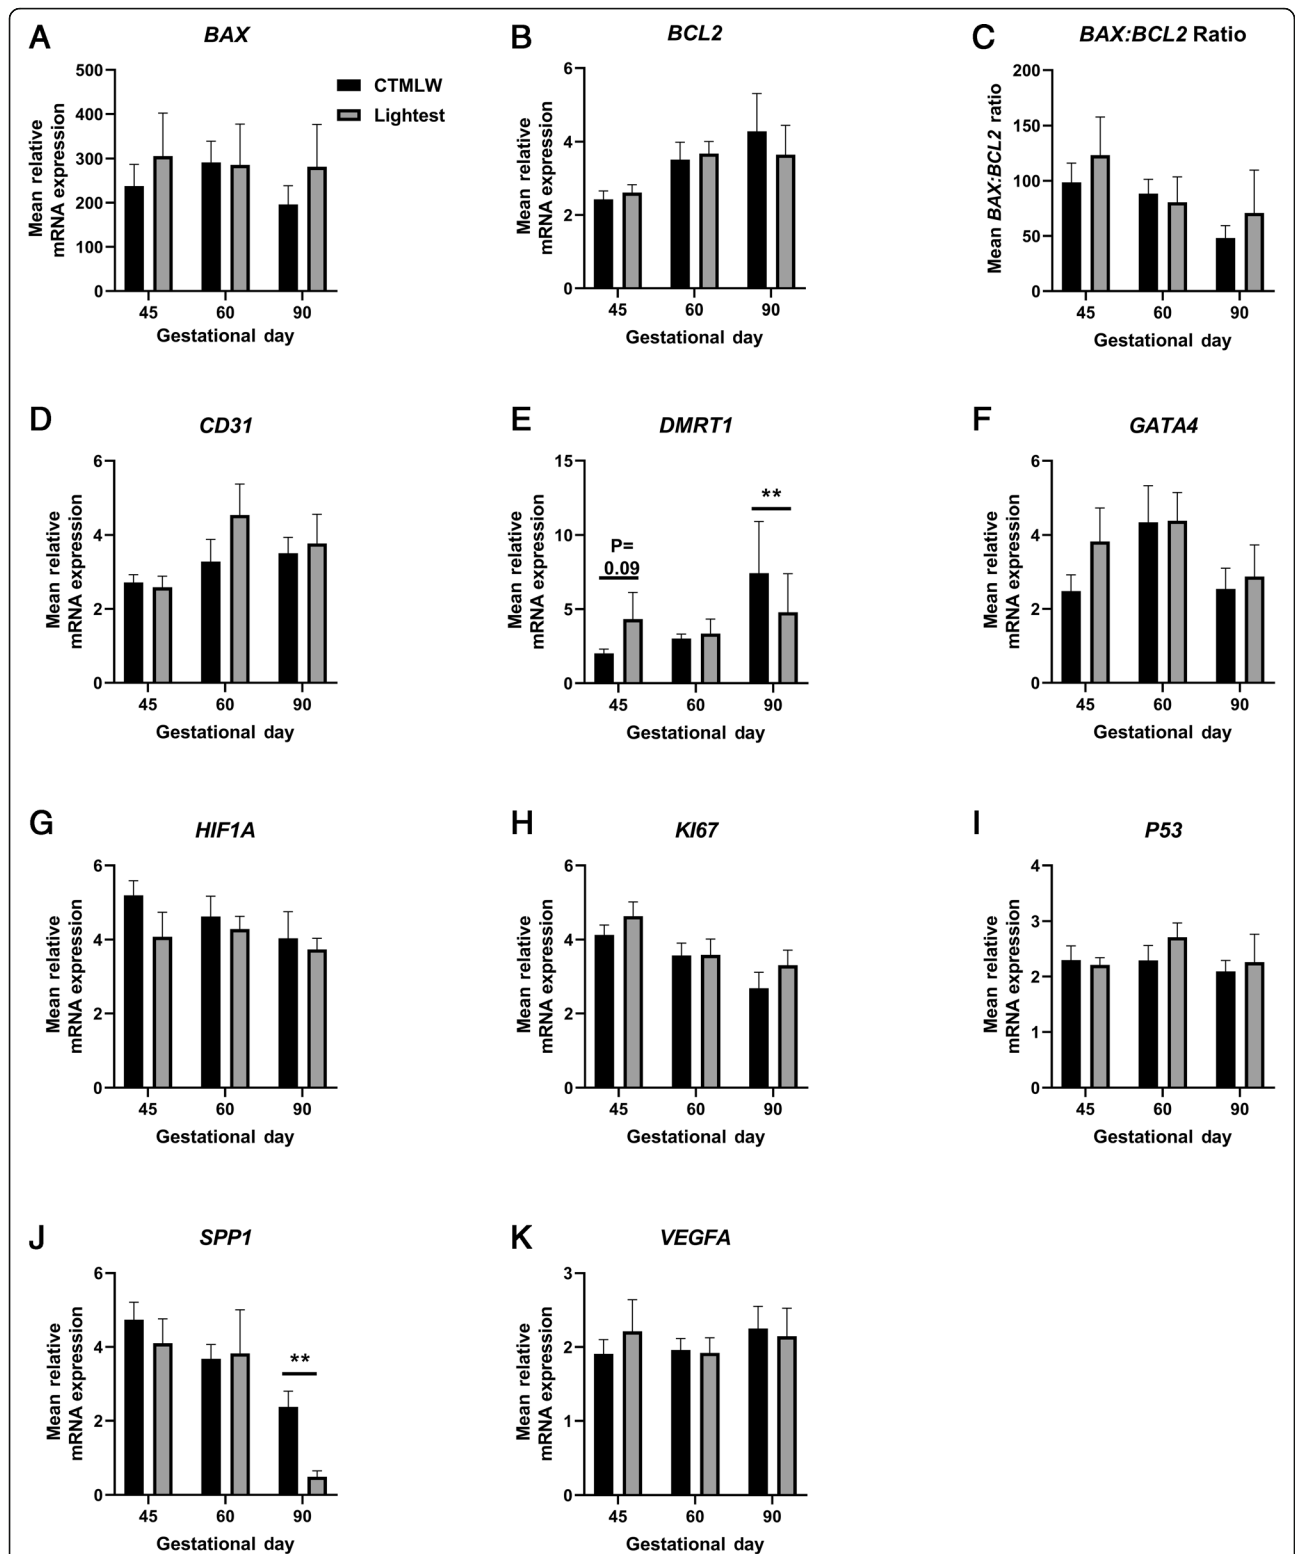 A
BAX
Mean relative
mRNA expression
500
400
300
200
100
0
45 60 90
Gestational day
CTMLW
Lightest
B
BCL2
Mean relative
mRNA expression
6
4
2
0
45 60 90
Gestational day
C
BAX:BCL2 Ratio
Mean BAX:BCL2 ratio
200
150
100
50
0
45 60 90
Gestational day
D
CD31
Mean relative
mRNA expression
6
4
2
0
45 60 90
Gestational day
E
DMRT1
Mean relative
mRNA expression
15
10
5
0
P=
0.09
**
45 60 90
Gestational day
F
GATA4
Mean relative
mRNA expression
6
4
2
0
45 60 90
Gestational day
G
HIF1A
Mean relative
mRNA expression
6
4
2
0
45 60 90
Gestational day
H
KI67
Mean relative
mRNA expression
6
4
2
0
45 60 90
Gestational day
I
P53
Mean relative
mRNA expression
4
3
2
1
0
45 60 90
Gestational day
J
SPP1
Mean relative
mRNA expression
6
4
2
0
**
45 60 90
Gestational day
K
VEGFA
Mean relative
mRNA expression
3
2
1
0
45 60 90
Gestational day